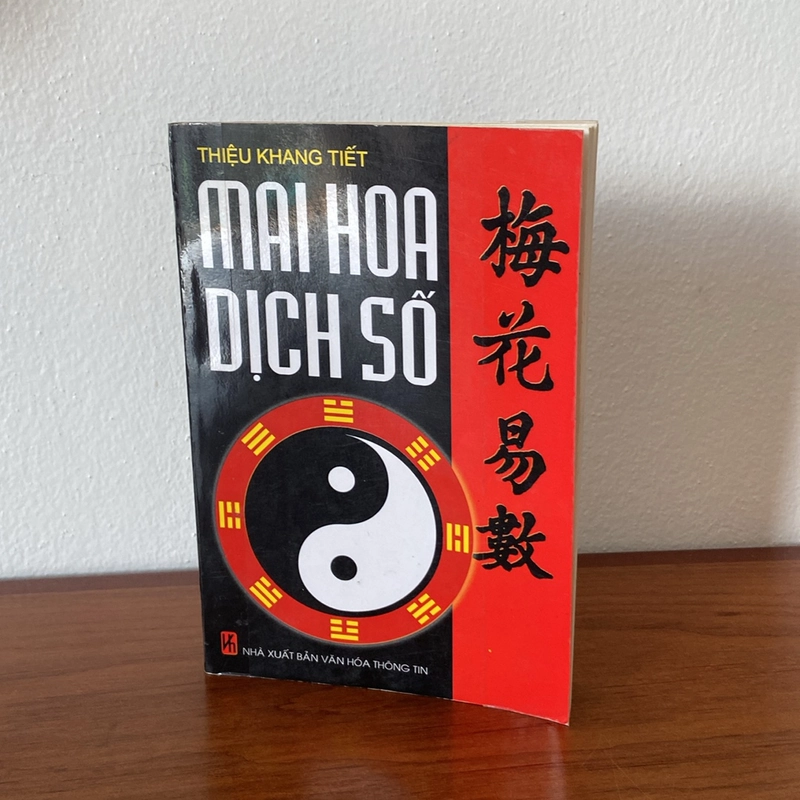 THIỆU KHANG TIẾT
MAI HOA
DỊCH SỐ
梅花易數
NHÀ XUẤT BẢN VĂN HÓA THÔNG TIN